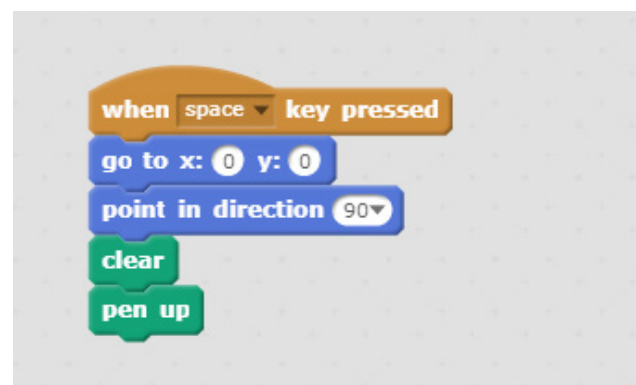 when space key pressed
go to x: 0 y: 0
point in direction 90
clear
pen up